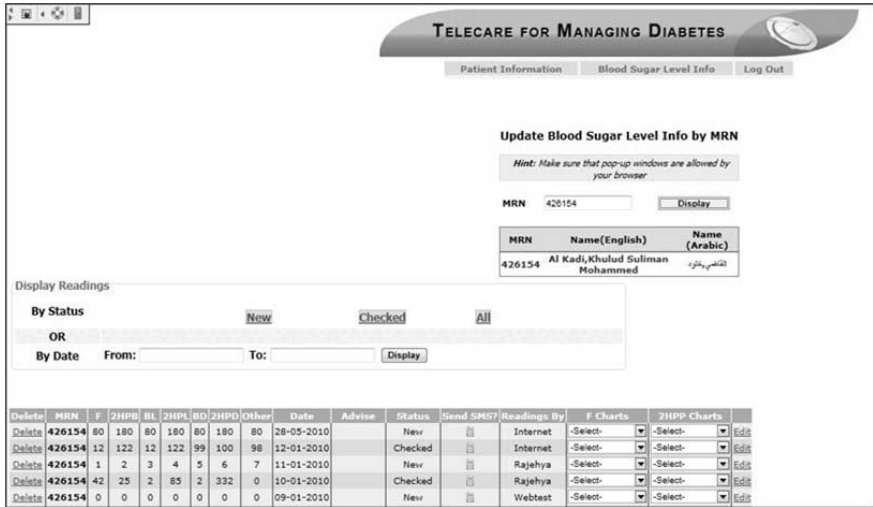 TELECARE FOR MANAGING DIABETES
Patient Information Blood Sugar Level Info Log Out
Update Blood Sugar Level Info by MRN
Hint: Make sure that pop-up windows are allowed by
your browser
MRN 426154 Display
MRN Name(English) Name
(Arabic)
426154 Al Kadi,Khulud Suliman
Mohammed القاضي,خلود
Display Readings
By Status New Checked All
OR
By Date From: To: Display
Delete MRN F 2HPB BL 2HPL BD 2HPD Other Date Advise Status Send SMS? Readings By F Charts 2HPP Charts
Delete 426154 80 180 80 180 80 180 80 28-05-2010 New Internet -Select- -Select- Edit
Delete 426154 12 122 12 122 99 100 98 12-01-2010 Checked Internet -Select- -Select- Edit
Delete 426154 1 2 3 4 5 6 7 11-01-2010 New Rajehya -Select- -Select- Edit
Delete 426154 42 25 2 85 2 332 0 10-01-2010 Checked Rajehya -Select- -Select- Edit
Delete 426154 0 0 0 0 0 0 0 09-01-2010 New Webtest -Select- -Select- Edit